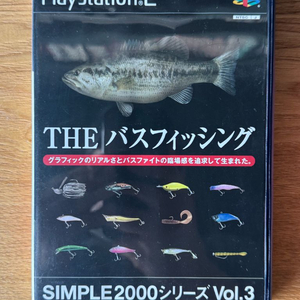 PlayStation 2
THE バスフィッシング
グラフィックのリアルさとバスファイトの臨場感を追求して生まれた。
SIMPLE2000シリーズ Vol.3